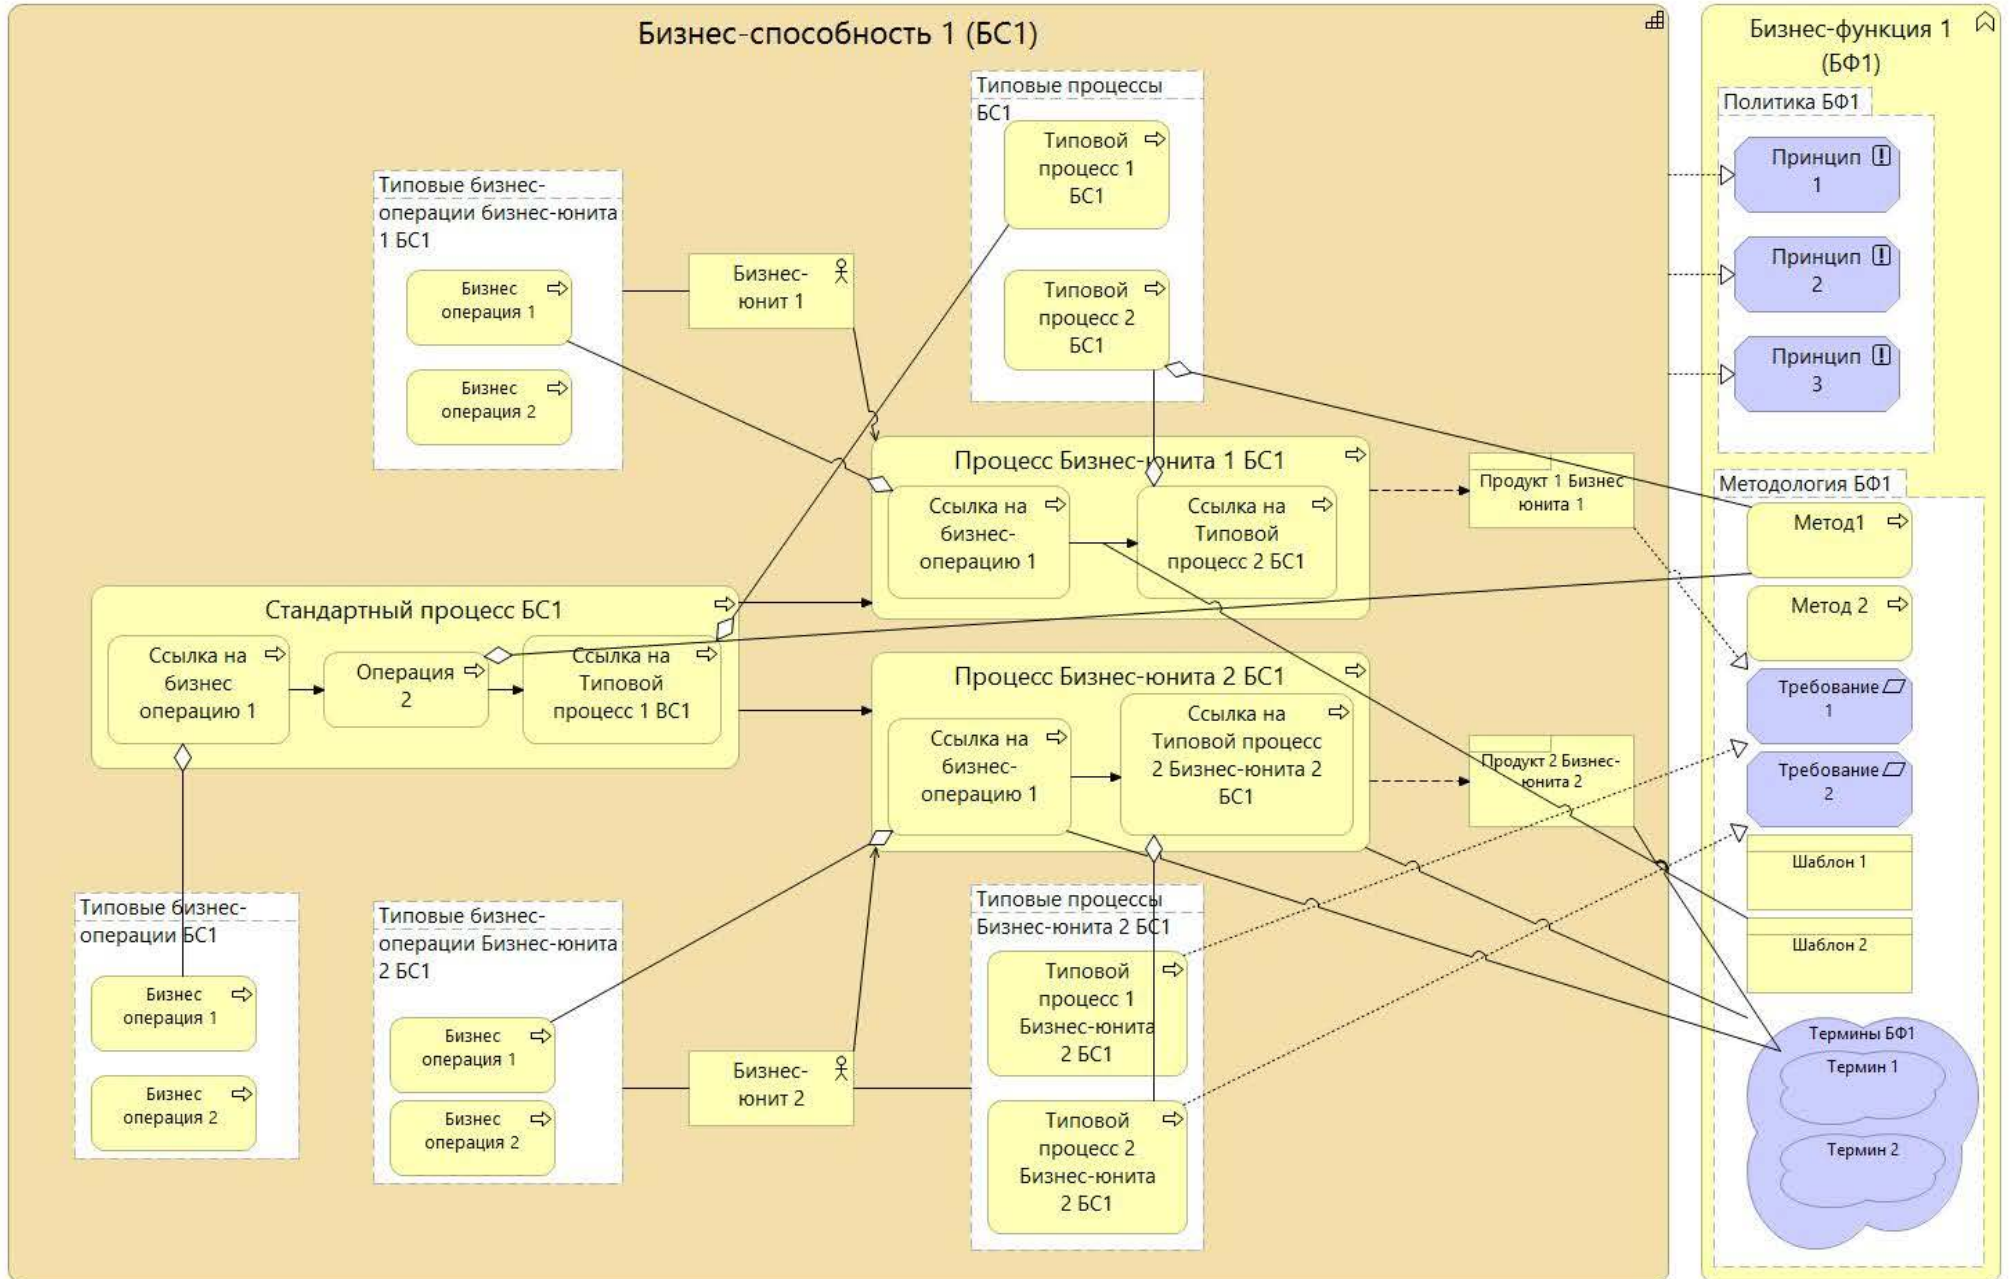 Бизнес-способность 1 (БС1)
Типовые процессы
БС1
Типовой
процесс 1
БС1
Типовой
процесс 2
БС1
Типовые бизнес-
операции бизнес-юнита
1 БС1
Бизнес
операция 1
Бизнес
операция 2
Бизнес-
юнит 1
Процесс Бизнес-юнита 1 БС1
Ссылка на
бизнес-
операцию 1
Ссылка на
Типовой
процесс 2 БС1
Продукт 1 Бизнес
юнита 1
Стандартный процесс БС1
Ссылка на
бизнес
операцию 1
Операция
2
Ссылка на
Типовой
процесс 1 ВС1
Процесс Бизнес-юнита 2 БС1
Ссылка на
бизнес-
операцию 1
Ссылка на
Типовой процесс
2 Бизнес-юнита 2
БС1
Продукт 2 Бизнес-
юнита 2
Типовые бизнес-
операции БС1
Бизнес
операция 1
Бизнес
операция 2
Типовые бизнес-
операции Бизнес-юнита
2 БС1
Бизнес
операция 1
Бизнес
операция 2
Бизнес-
юнит 2
Типовые процессы
Бизнес-юнита 2 БС1
Типовой
процесс 1
Бизнес-юнита
2 БС1
Типовой
процесс 2
Бизнес-юнита
2 БС1
Бизнес-функция 1
(БФ1)
Политика БФ1
Принцип
1
Принцип
2
Принцип
3
Методология БФ1
Метод1
Метод 2
Требование
1
Требование
2
Шаблон 1
Шаблон 2
Термины БФ1
Термин 1
Термин 2